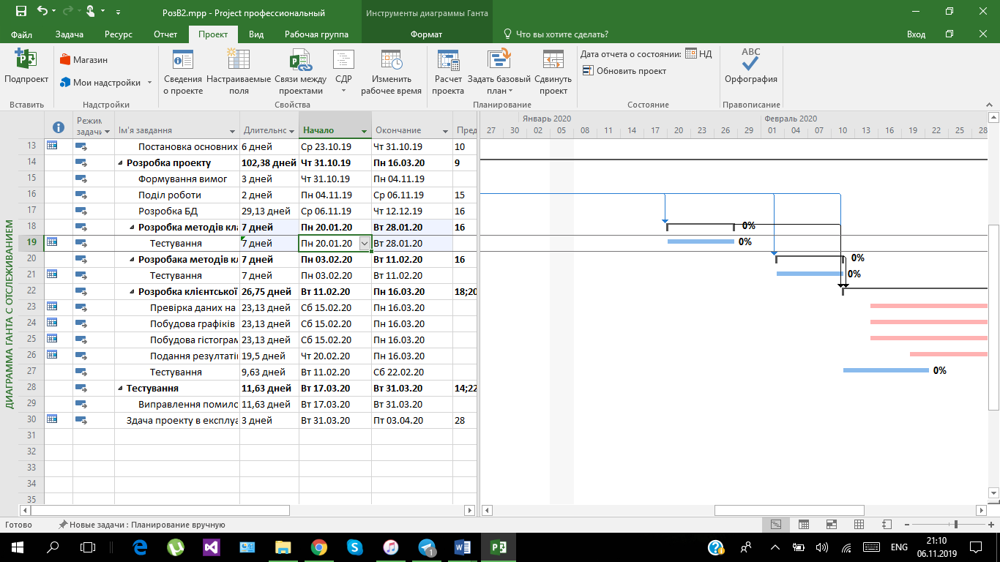 РозВ2.mpp - Project профессиональный
Инструменты диаграммы Ганта
Файл Задача Ресурс Отчет Проект Вид Рабочая группа Формат Что вы хотите сделать? Вход
Подпроект
Магазин
Мои настройки
Сведения о проекте
Настраиваемые поля
Связи между проектами
СДР
Изменить рабочее время
Расчет проекта
Задать базовый план
Сдвинуть проект
Дата отчета о состоянии: НД
Обновить проект
ABC
Орфография
Вставить Настройки Свойства Планирование Состояние Правописание
ДИАГРАММА ГАНТА С ОТСЛЕЖИВАНИЕМ
Режим задачи Ім'я завдання Длительнс Начало Окончание Пред
Январь 2020 Февраль 2020
27 30 02 05 08 11 14 17 20 23 26 29 01 04 07 10 13 16 19 22 25 28
13 Постановка основних 6 дней Ср 23.10.19 Чт 31.10.19 10
14 Розробка проекту 102,38 дней Чт 31.10.19 Пн 16.03.20 9
15 Формування вимог 3 дней Чт 31.10.19 Пн 04.11.19
16 Поділ роботи 2 дней Пн 04.11.19 Ср 06.11.19 15
17 Розробка БД 29,13 дней Ср 06.11.19 Чт 12.12.19 16
18 Розробка методів кла 7 дней Пн 20.01.20 Вт 28.01.20 16 0%
19 Тестування 7 дней Пн 20.01.20 Вт 28.01.20 0%
20 Розробака методів кл 7 дней Пн 03.02.20 Вт 11.02.20 16 0%
21 Тестування 7 дней Пн 03.02.20 Вт 11.02.20 0%
22 Розробка клієнтської 26,75 дней Вт 11.02.20 Пн 16.03.20 18;20
23 Превірка даних на 23,13 дней Сб 15.02.20 Пн 16.03.20
24 Побудова графіків 23,13 дней Сб 15.02.20 Пн 16.03.20
25 Побудова гістограм 23,13 дней Сб 15.02.20 Пн 16.03.20
26 Подання резултатів 19,5 дней Чт 20.02.20 Пн 16.03.20
27 Тестування 9,63 дней Вт 11.02.20 Сб 22.02.20 0%
28 Тестування 11,63 дней Вт 17.03.20 Вт 31.03.20 14;22
29 Виправлення помило 11,63 дней Вт 17.03.20 Вт 31.03.20
30 Здача проекту в експлуа 3 дней Вт 31.03.20 Пт 03.04.20 28
31
32
33
34
35
Готово Новые задачи : Планирование вручную
ENG
21:10
06.11.2019